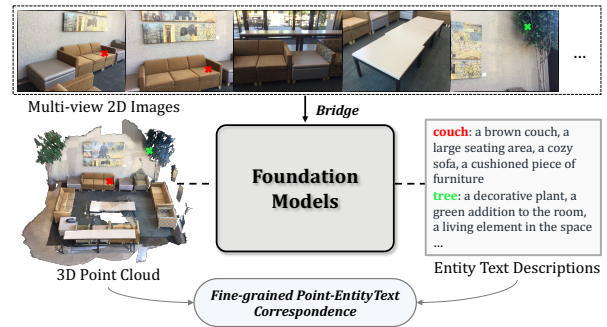 ...
Multi-view 2D Images
Bridge
Foundation
Models
couch: a brown couch, a
large seating area, a cozy
sofa, a cushioned piece of
furniture
tree: a decorative plant, a
green addition to the room,
a living element in the space
...
3D Point Cloud
Entity Text Descriptions
Fine-grained Point-EntityText
Correspondence